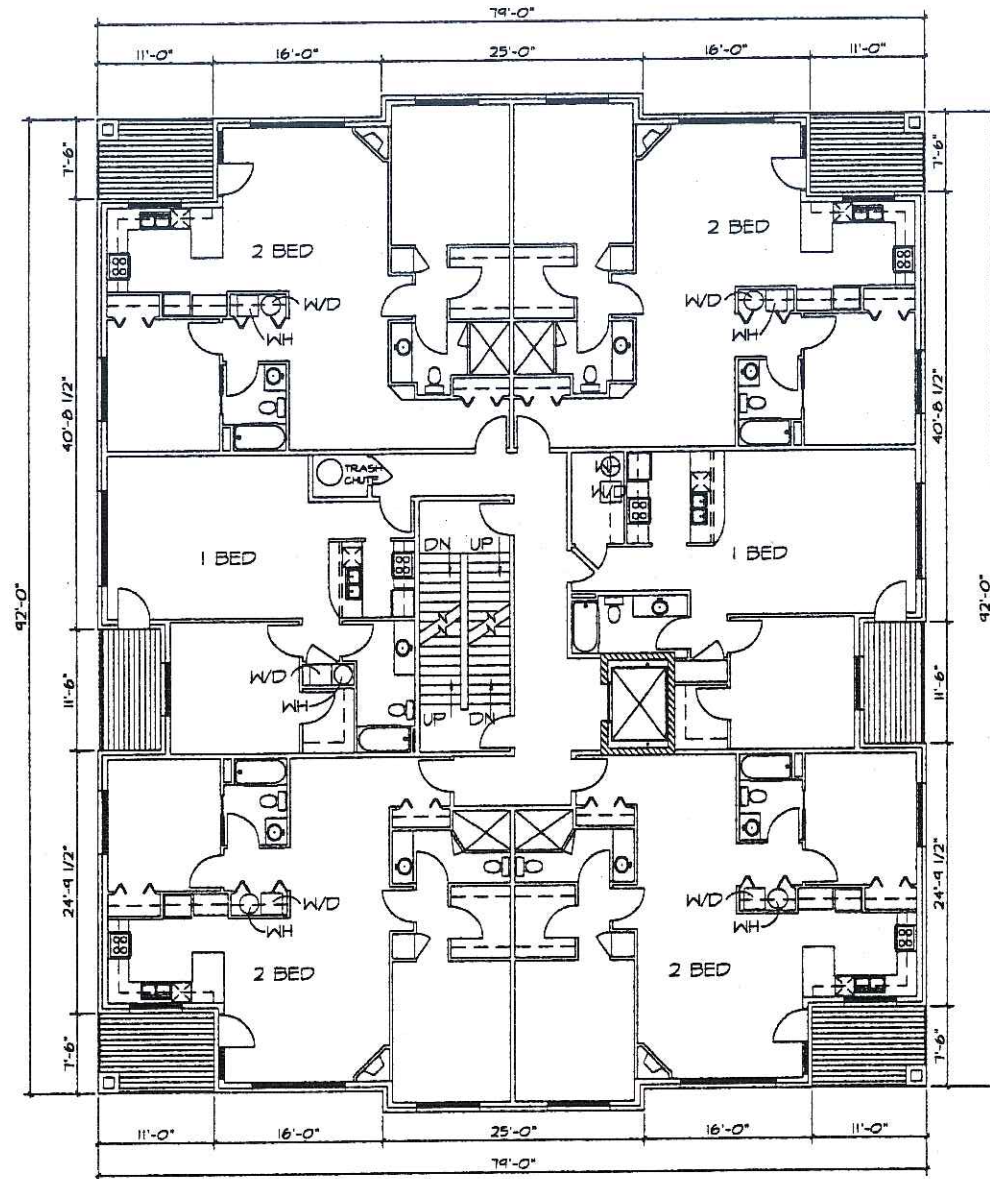 79'-0"
11'-0" 16'-0" 25'-0" 16'-0" 11'-0"
7'-6" 7'-6"
2 BED 2 BED
W/D W/D
WH WH
40'-8 1/2" 40'-8 1/2"
TRASH
CHUTE
WH
W/D
DN UP
1 BED 1 BED
92'-0" 92'-0"
W/D
11'-6" 11'-6"
WH
UP DN
24'-9 1/2" 24'-9 1/2"
W/D W/D
WH WH
2 BED 2 BED
7'-6" 7'-6"
11'-0" 16'-0" 25'-0" 16'-0" 11'-0"
79'-0"